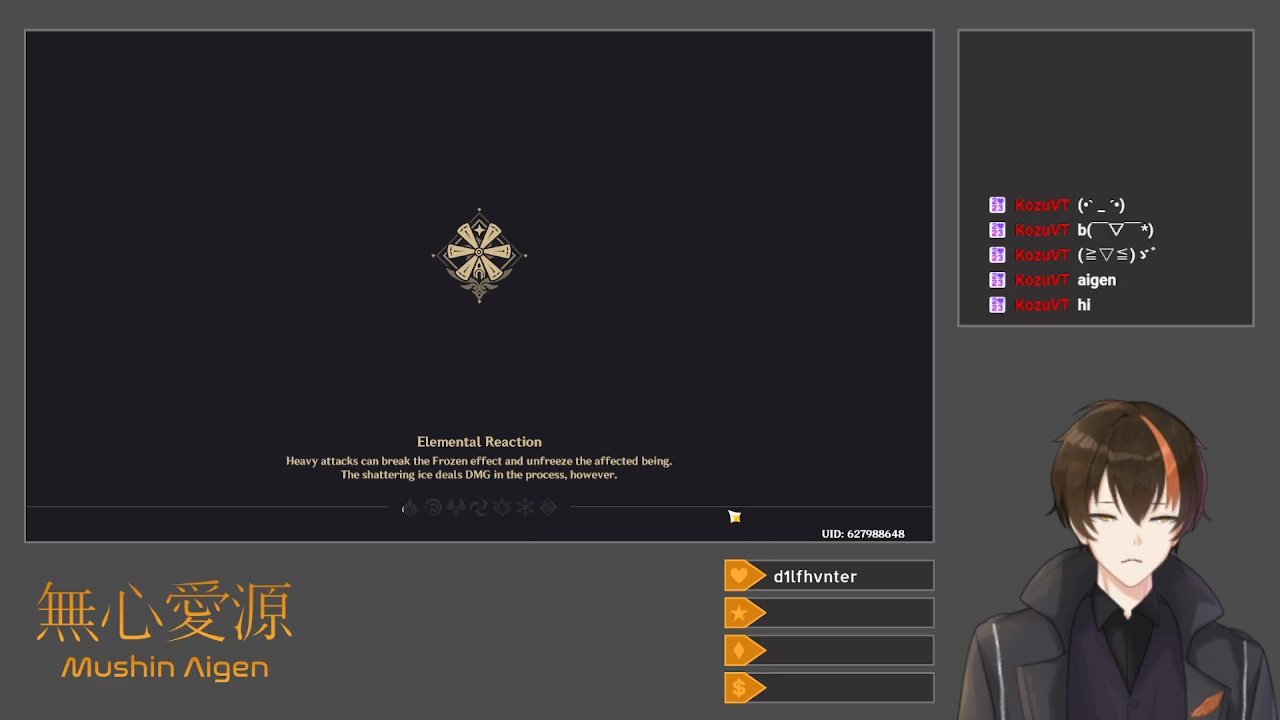 KozuVT (•` _ ´•)
KozuVT b(￣▽￣*)
KozuVT (≧▽≦)ゞ
KozuVT aigen
KozuVT hi
Elemental Reaction
Heavy attacks can break the Frozen effect and unfreeze the affected being.
The shattering ice deals DMG in the process, however.
UID: 627988648
d1lfhvnter
無心愛源
Mushin Aigen